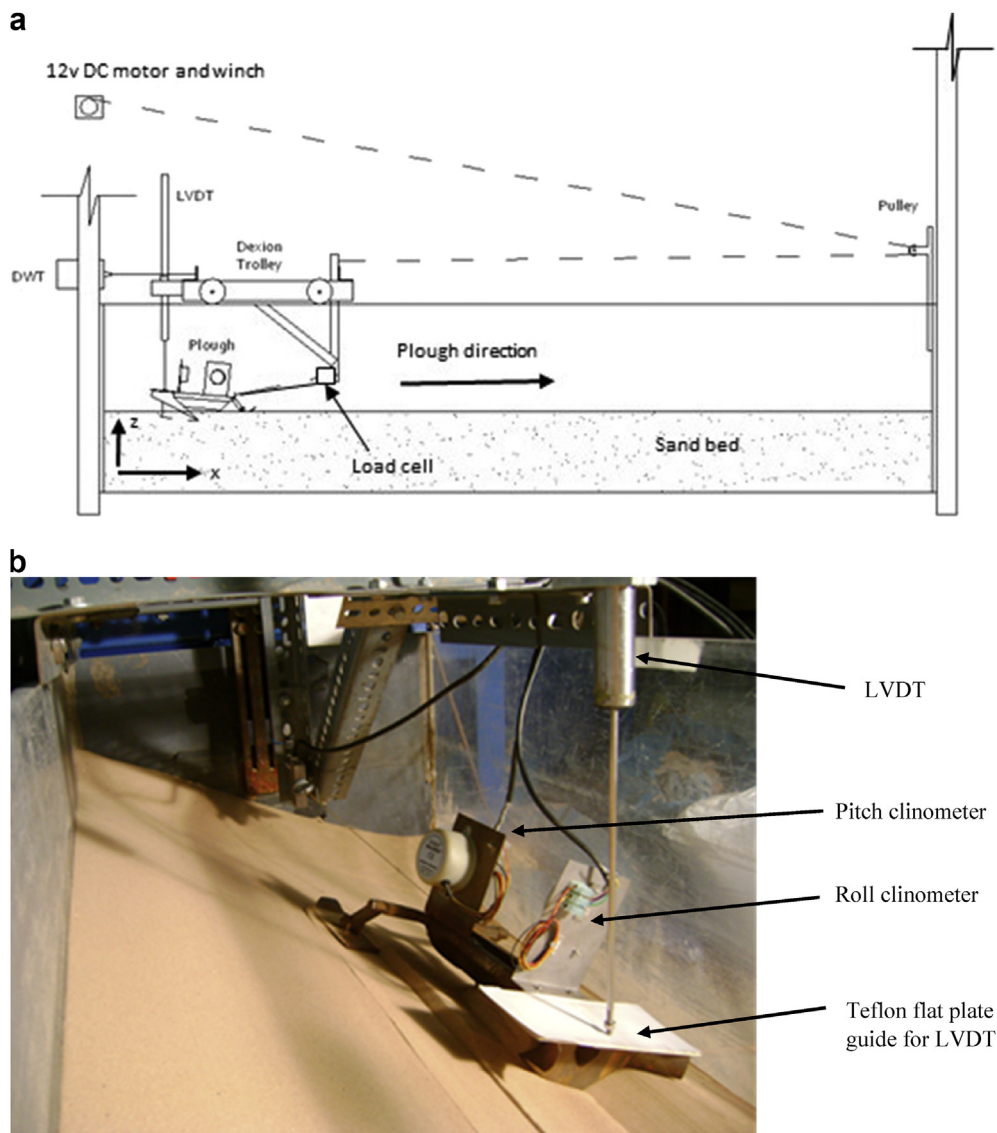 a
12v DC motor and winch
LVDT
Pulley
Dexion
Trolley
DWT
Plough
Plough direction
z
x
Load cell
Sand bed
b
LVDT
Pitch clinometer
Roll clinometer
Teflon flat plate
guide for LVDT